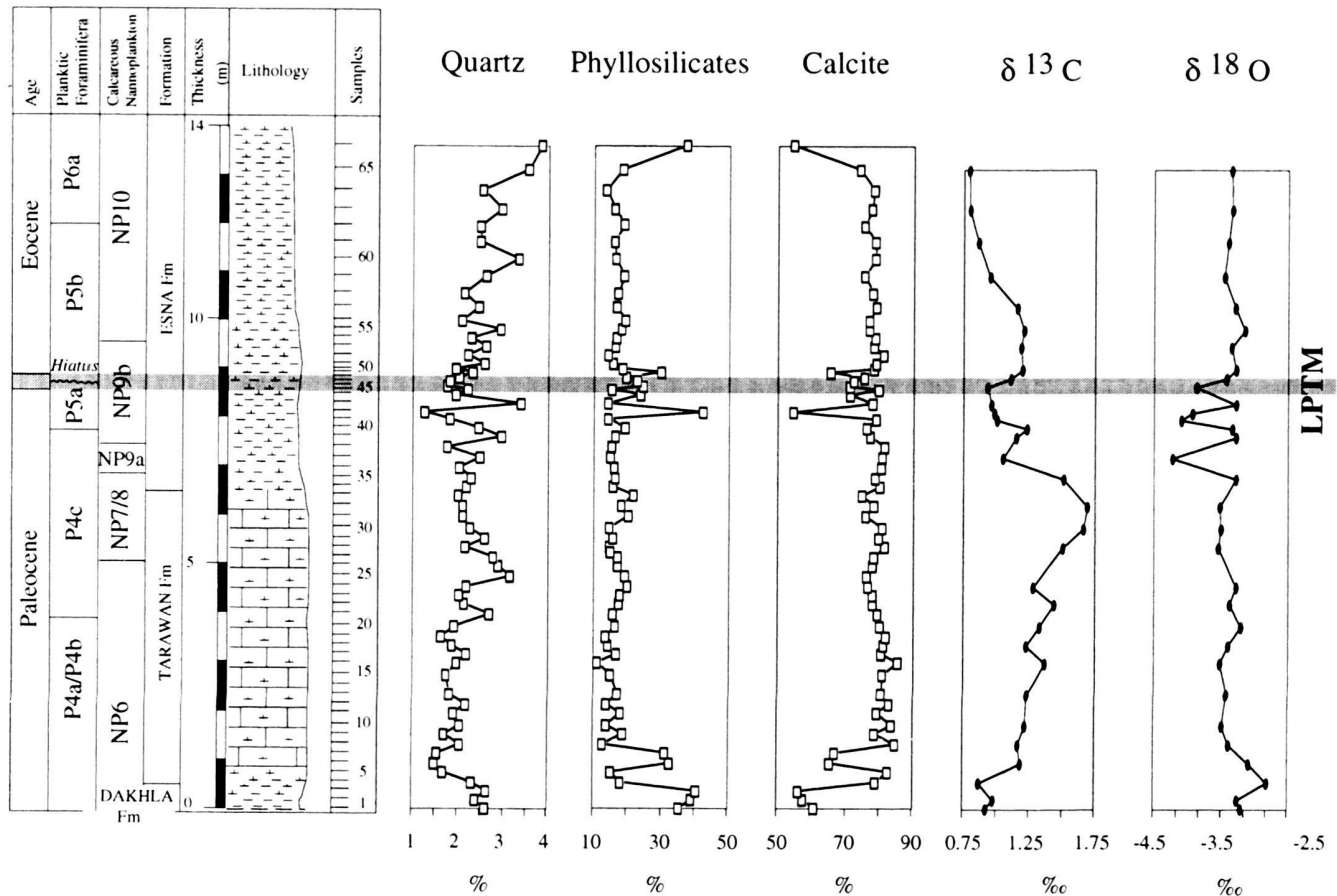 Quartz Phyllosilicates Calcite δ 13 C δ 18 O
Age
Planktic Foraminifera
Calcareous Nanoplankton
Formation
Thickness (m)
Lithology
Samples
Eocene
Paleocene
P6a
P5b
Hiatus
P5a
P4c
P4a/P4b
NP10
NP9b
NP9a
NP7/8
NP6
ESNA Fm
TARAWAN Fm
DAKHLA Fm
14
10
5
0
65
60
55
50
45
40
35
30
25
20
15
10
5
1
LPTM
1 2 3 4 10 30 50 50 70 90 0.75 1.25 1.75 -4.5 -3.5 -2.5
% % % ‰ ‰